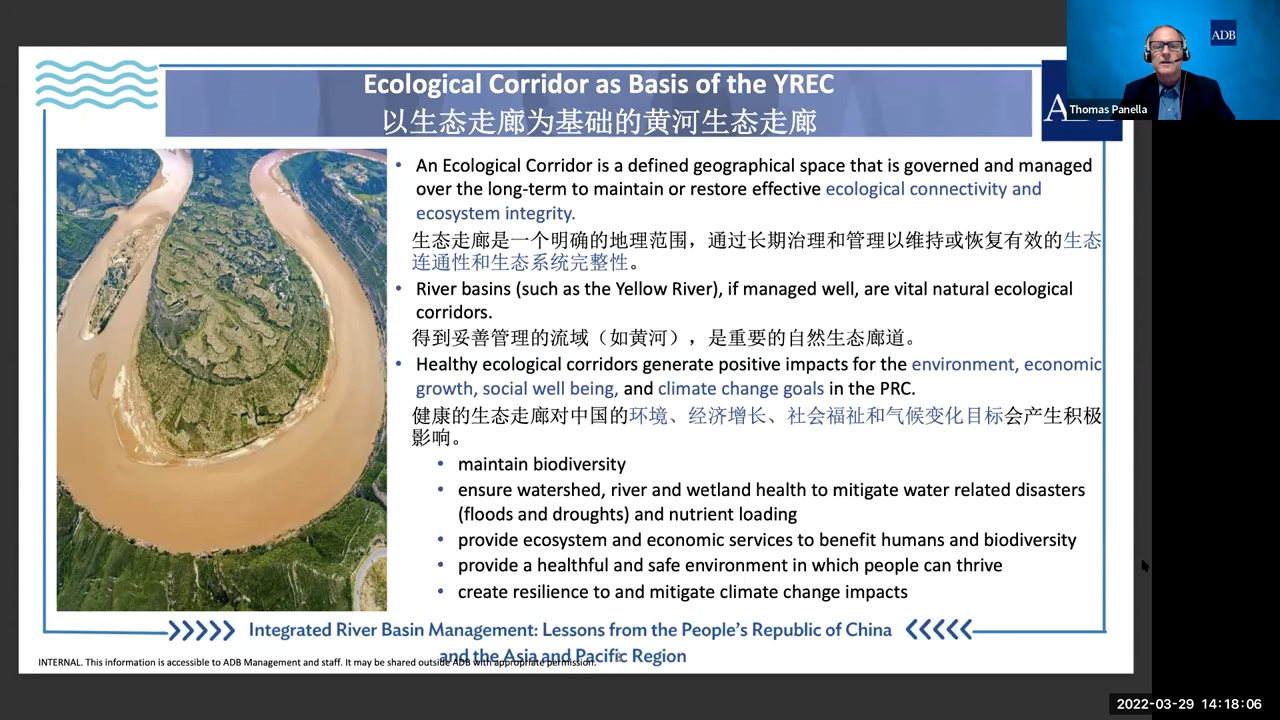 Ecological Corridor as Basis of the YREC
以生态走廊为基础的黄河生态走廊
ADB
Thomas Panella
• An Ecological Corridor is a defined geographical space that is governed and managed
over the long-term to maintain or restore effective ecological connectivity and
ecosystem integrity.
生态走廊是一个明确的地理范围，通过长期治理和管理以维持或恢复有效的生态
连通性和生态系统完整性。
• River basins (such as the Yellow River), if managed well, are vital natural ecological
corridors.
得到妥善管理的流域（如黄河），是重要的自然生态廊道。
• Healthy ecological corridors generate positive impacts for the environment, economic
growth, social well being, and climate change goals in the PRC.
健康的生态走廊对中国的环境、经济增长、社会福祉和气候变化目标会产生积极
影响。
• maintain biodiversity
• ensure watershed, river and wetland health to mitigate water related disasters
(floods and droughts) and nutrient loading
• provide ecosystem and economic services to benefit humans and biodiversity
• provide a healthful and safe environment in which people can thrive
• create resilience to and mitigate climate change impacts
Integrated River Basin Management: Lessons from the People's Republic of China
and the Asia and Pacific Region
INTERNAL. This information is accessible to ADB Management and staff. It may be shared outside ADB with appropriate permission.
2022-03-29 14:18:06